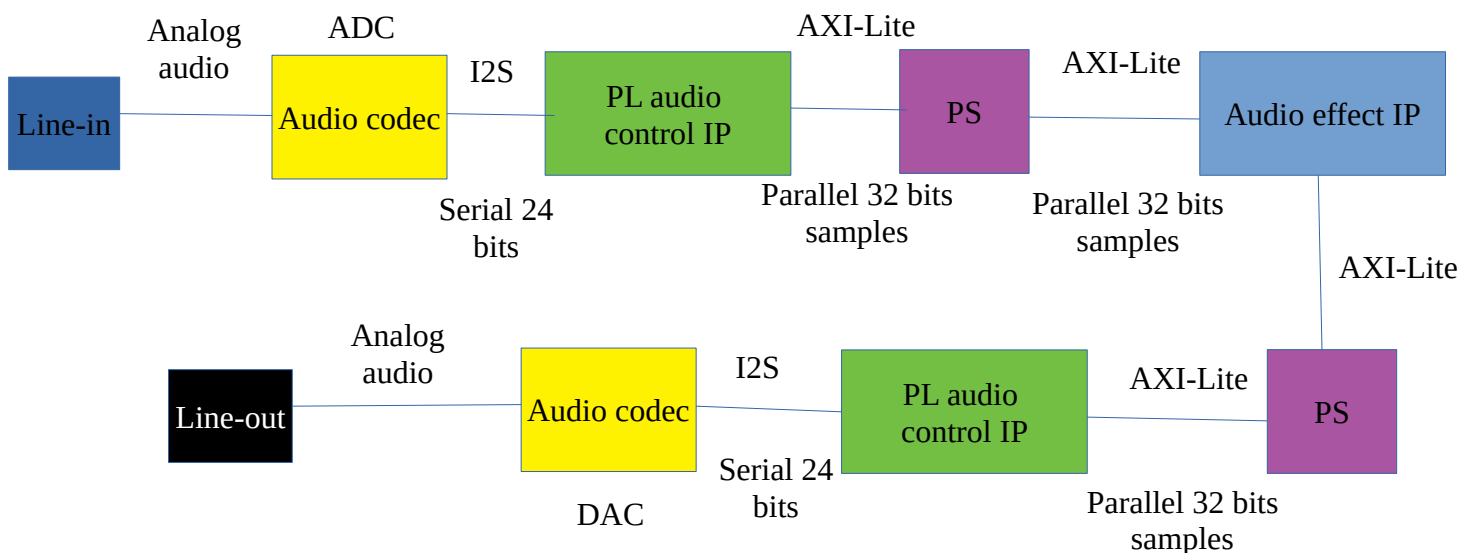 Analog
audio
ADC
AXI-Lite
I2S
AXI-Lite
Line-in
Audio codec
PL audio
control IP
PS
Audio effect IP
Serial 24
bits
Parallel 32 bits
samples
Parallel 32 bits
samples
AXI-Lite
Analog
audio
I2S
AXI-Lite
Line-out
Audio codec
PL audio
control IP
PS
Serial 24
bits
DAC
Parallel 32 bits
samples